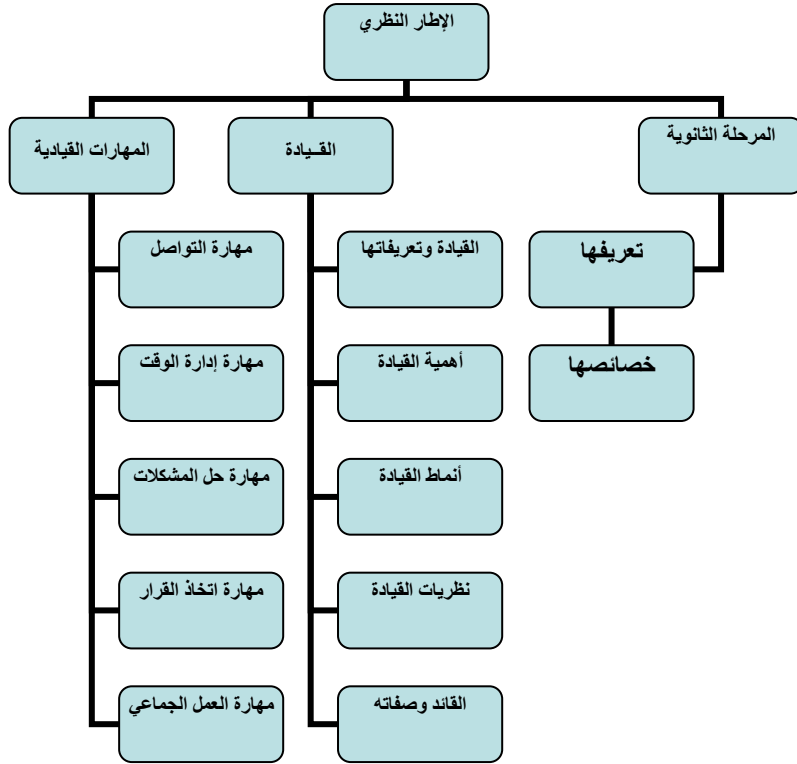 الإطار النظري
المرحلة الثانوية
القــيادة
المهارات القيادية
تعريفها
القيادة وتعريفاتها
مهارة التواصل
خصائصها
أهمية القيادة
مهارة إدارة الوقت
أنماط القيادة
مهارة حل المشكلات
نظريات القيادة
مهارة اتخاذ القرار
القائد وصفاته
مهارة العمل الجماعي